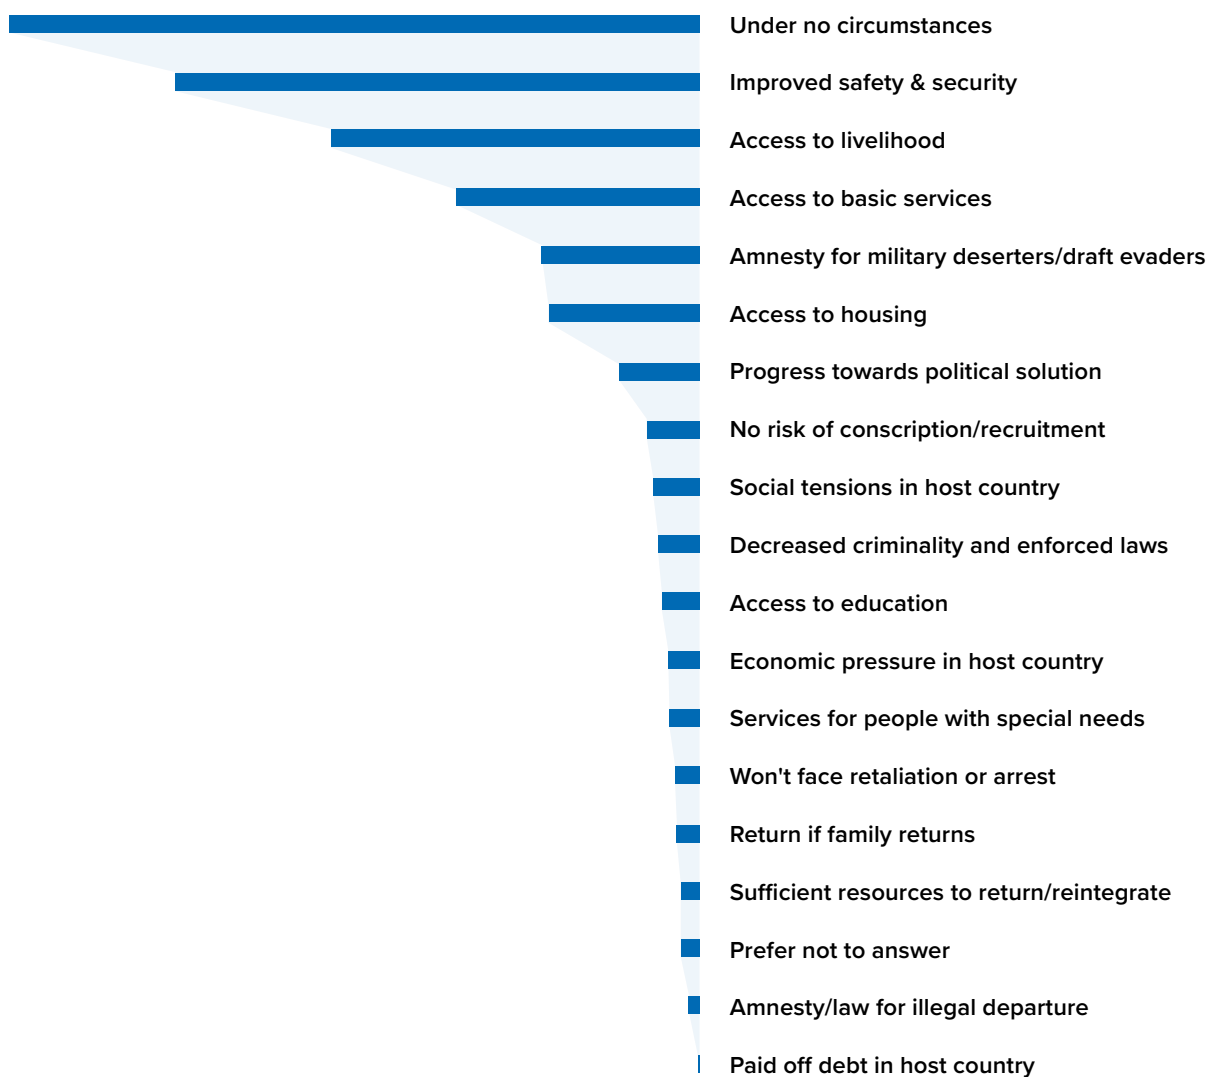 Under no circumstances
Improved safety & security
Access to livelihood
Access to basic services
Amnesty for military deserters/draft evaders
Access to housing
Progress towards political solution
No risk of conscription/recruitment
Social tensions in host country
Decreased criminality and enforced laws
Access to education
Economic pressure in host country
Services for people with special needs
Won't face retaliation or arrest
Return if family returns
Sufficient resources to return/reintegrate
Prefer not to answer
Amnesty/law for illegal departure
Paid off debt in host country